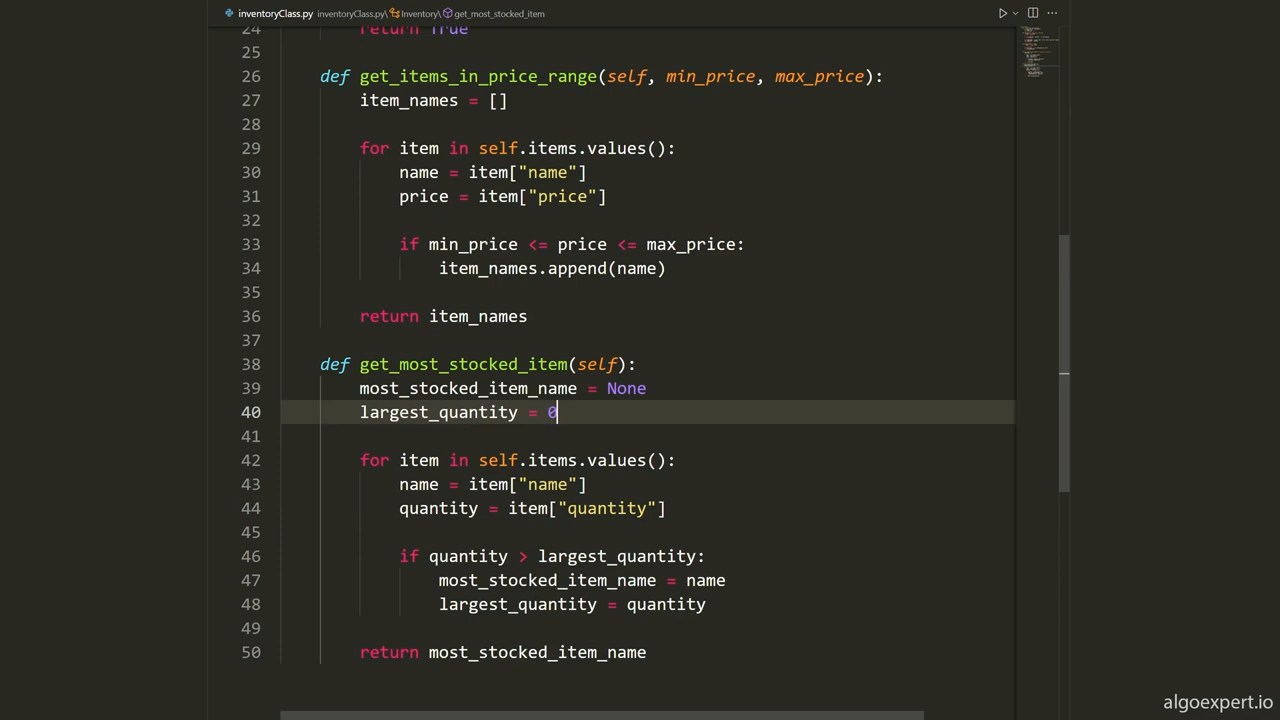 inventoryClass.py inventoryClass.py\Inventory\get_most_stocked_item
24 return True
25
26 def get_items_in_price_range(self, min_price, max_price):
27 item_names = []
28
29 for item in self.items.values():
30 name = item["name"]
31 price = item["price"]
32
33 if min_price <= price <= max_price:
34 item_names.append(name)
35
36 return item_names
37
38 def get_most_stocked_item(self):
39 most_stocked_item_name = None
40 largest_quantity = 0
41
42 for item in self.items.values():
43 name = item["name"]
44 quantity = item["quantity"]
45
46 if quantity > largest_quantity:
47 most_stocked_item_name = name
48 largest_quantity = quantity
49
50 return most_stocked_item_name
algoexpert.io